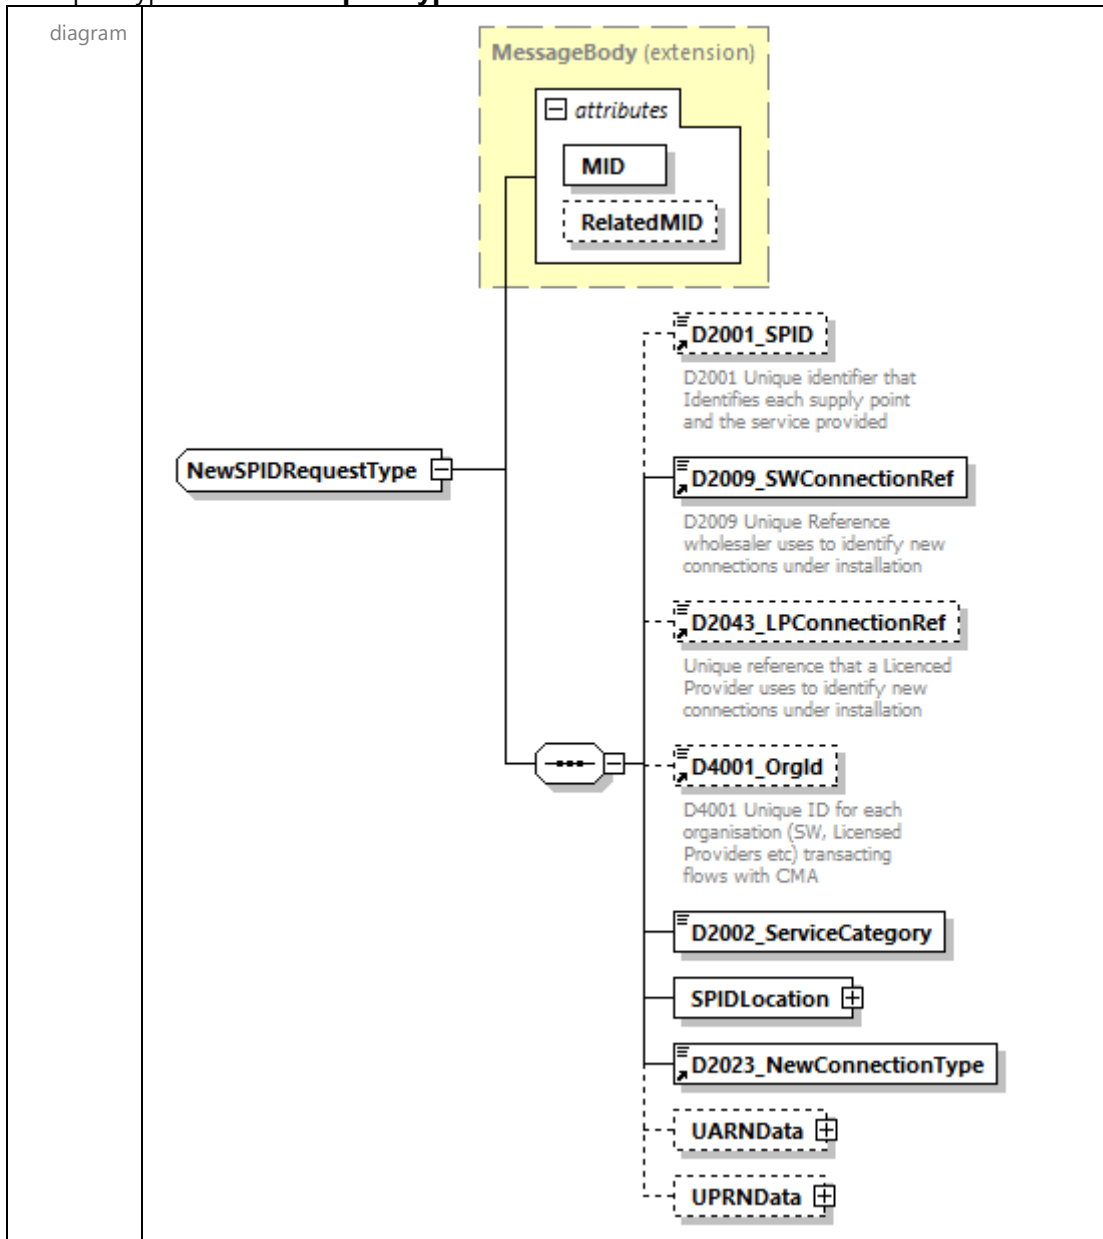 diagram
MessageBody (extension)
attributes
MID
RelatedMID
D2001_SPID
D2001 Unique identifier that
Identifies each supply point
and the service provided
NewSPIDRequestType
D2009_SWConnectionRef
D2009 Unique Reference
wholesaler uses to identify new
connections under installation
D2043_LPConnectionRef
Unique reference that a Licenced
Provider uses to identify new
connections under installation
D4001_OrgId
D4001 Unique ID for each
organisation (SW, Licensed
Providers etc) transacting
flows with CMA
D2002_ServiceCategory
SPIDLocation
D2023_NewConnectionType
UARNData
UPRNData